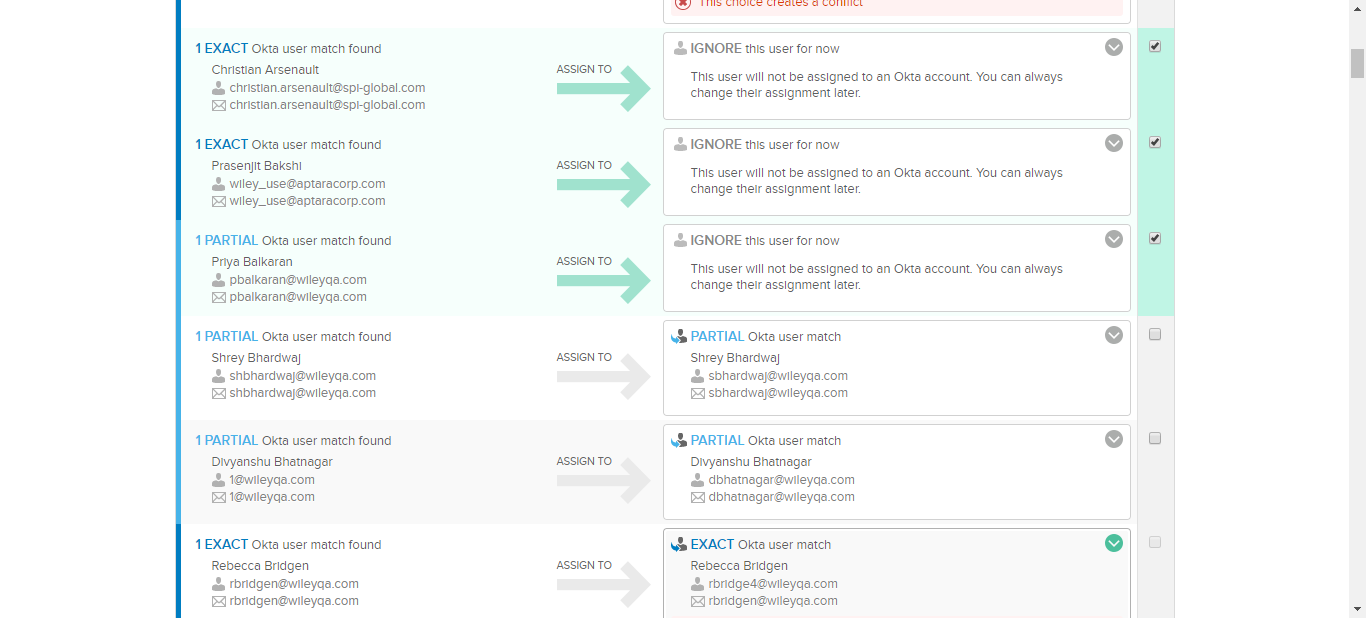 This choice creates a conflict
1 EXACT Okta user match found
Christian Arsenault
christian.arsenault@spi-global.com
christian.arsenault@spi-global.com
ASSIGN TO
IGNORE this user for now
This user will not be assigned to an Okta account. You can always
change their assignment later.
1 EXACT Okta user match found
Prasenjit Bakshi
wiley_use@aptaracorp.com
wiley_use@aptaracorp.com
ASSIGN TO
IGNORE this user for now
This user will not be assigned to an Okta account. You can always
change their assignment later.
1 PARTIAL Okta user match found
Priya Balkaran
pbalkaran@wileyqa.com
pbalkaran@wileyqa.com
ASSIGN TO
IGNORE this user for now
This user will not be assigned to an Okta account. You can always
change their assignment later.
1 PARTIAL Okta user match found
Shrey Bhardwaj
shbhardwaj@wileyqa.com
shbhardwaj@wileyqa.com
ASSIGN TO
PARTIAL Okta user match
Shrey Bhardwaj
sbhardwaj@wileyqa.com
sbhardwaj@wileyqa.com
1 PARTIAL Okta user match found
Divyanshu Bhatnagar
1@wileyqa.com
1@wileyqa.com
ASSIGN TO
PARTIAL Okta user match
Divyanshu Bhatnagar
dbhatnagar@wileyqa.com
dbhatnagar@wileyqa.com
1 EXACT Okta user match found
Rebecca Bridgen
rbridgen@wileyqa.com
rbridgen@wileyqa.com
ASSIGN TO
EXACT Okta user match
Rebecca Bridgen
rbridge4@wileyqa.com
rbridgen@wileyqa.com